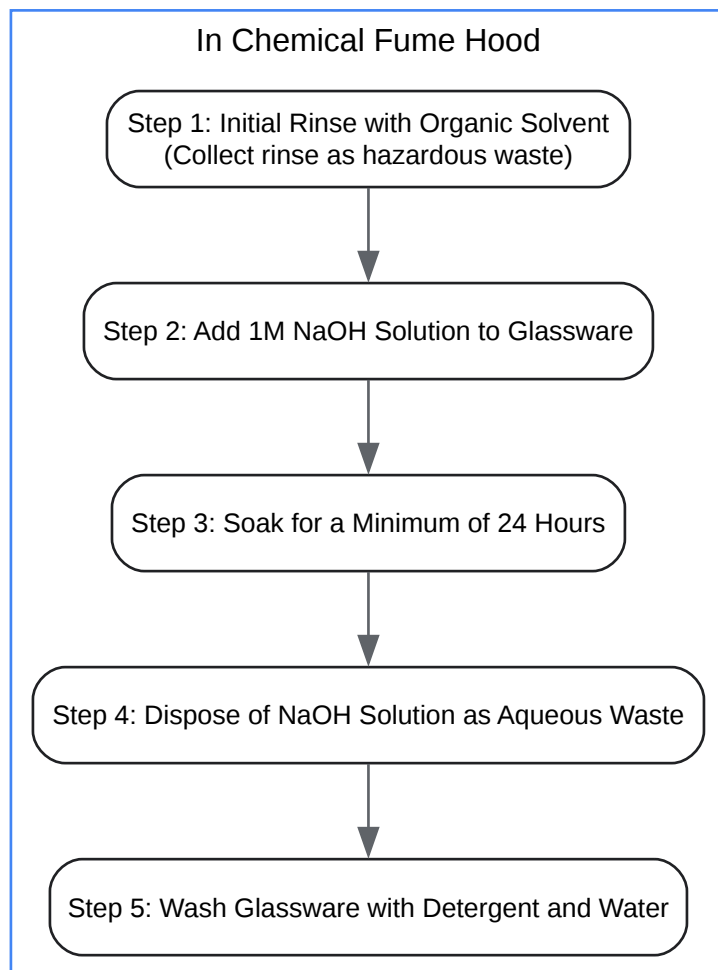 In Chemical Fume Hood
Step 1: Initial Rinse with Organic Solvent
(Collect rinse as hazardous waste)
Step 2: Add 1M NaOH Solution to Glassware
Step 3: Soak for a Minimum of 24 Hours
Step 4: Dispose of NaOH Solution as Aqueous Waste
Step 5: Wash Glassware with Detergent and Water